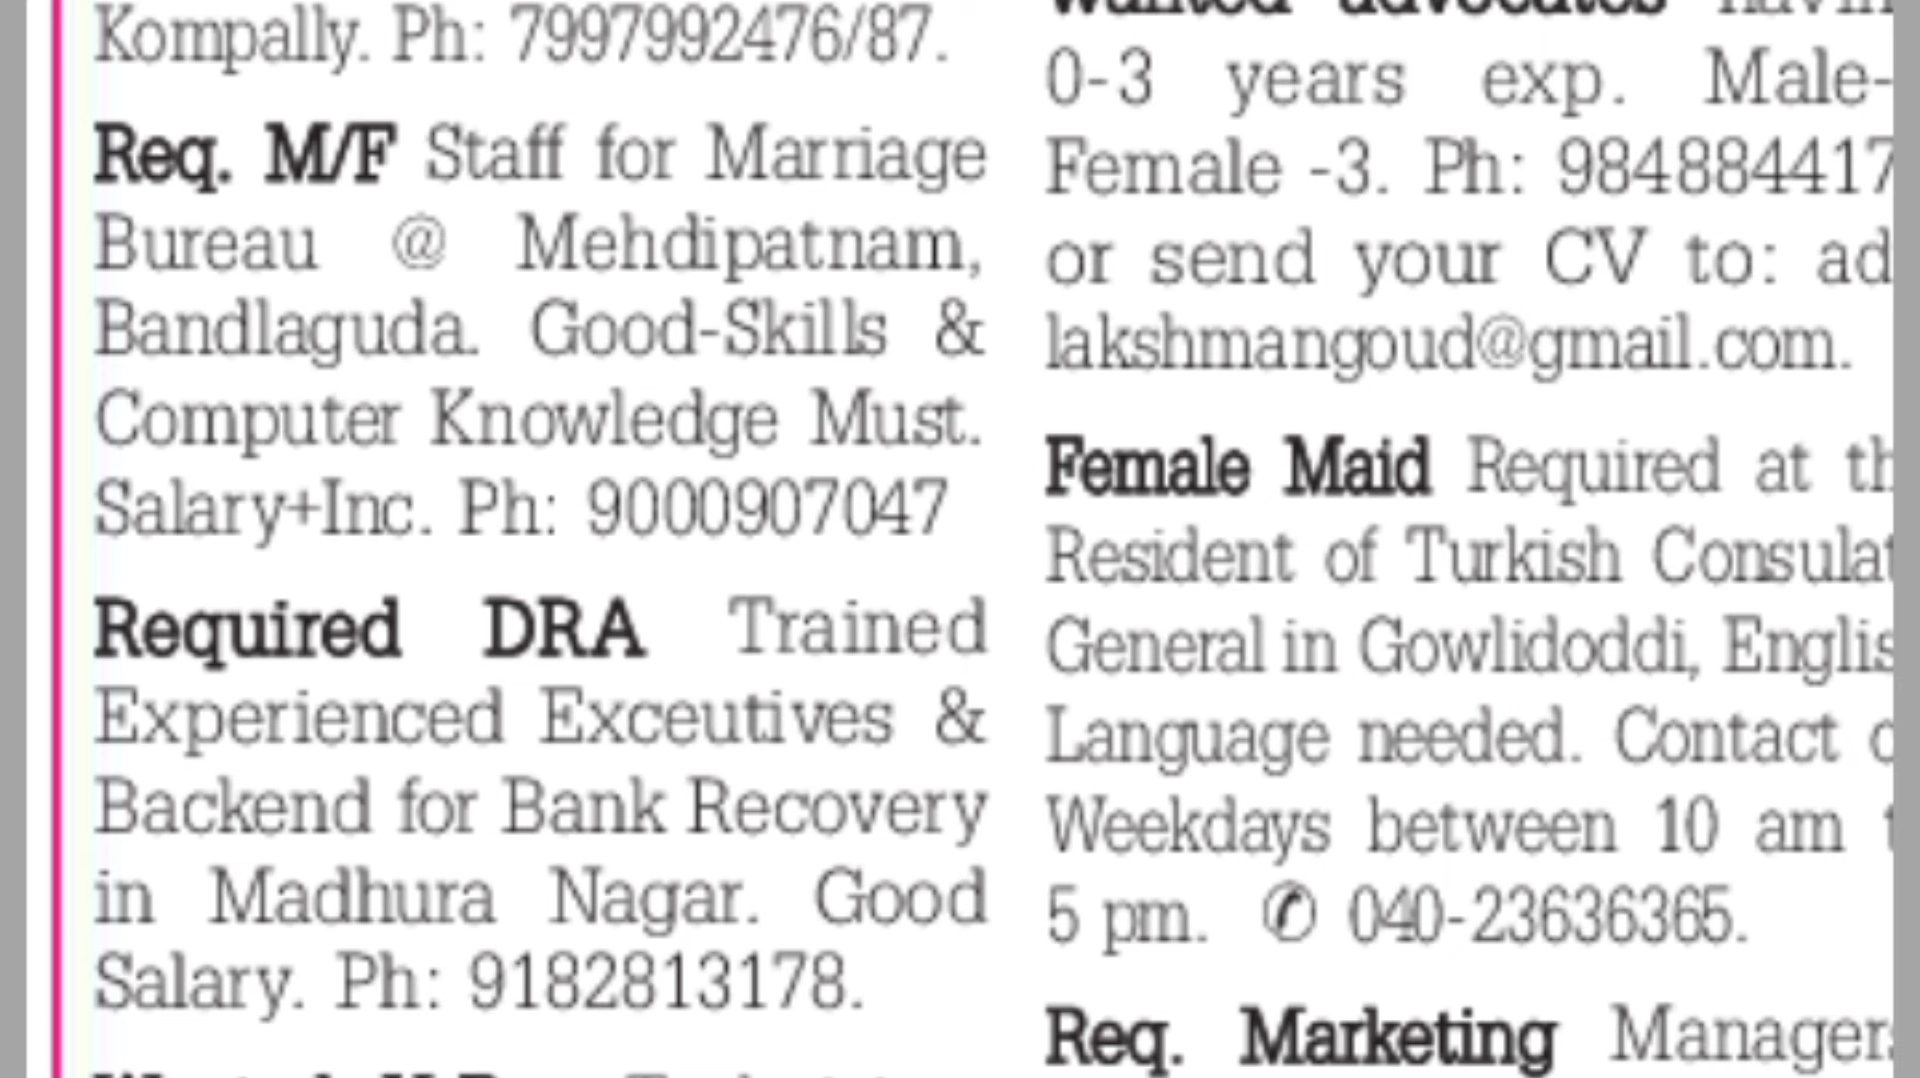 Kompally. Ph: 7997992476/87.
Req. M/F Staff for Marriage
Bureau @ Mehdipatnam,
Bandlaguda. Good-Skills &
Computer Knowledge Must.
Salary+Inc. Ph: 9000907047
Required DRA Trained
Experienced Exceutives &
Backend for Bank Recovery
in Madhura Nagar. Good
Salary. Ph: 9182813178.
wanted advocates
0-3 years exp. Male-
Female -3. Ph: 984884417
or send your CV to: ad
lakshmangoud@gmail.com.
Female Maid Required at
Resident of Turkish
General in Gowlidoddi,
Language needed. Contact
Weekdays between 10 am
5 pm. ✆ 040-23636365.
Req. Marketing